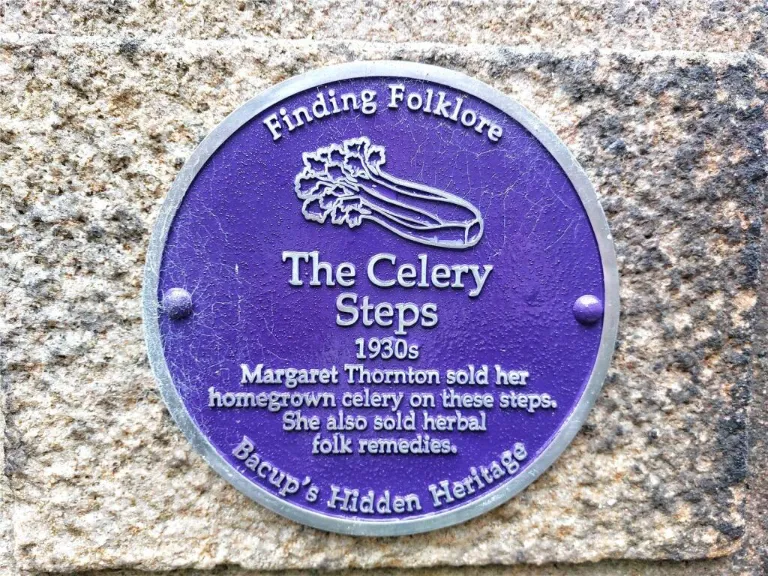 Finding Folklore
The Celery
Steps
1930s
Margaret Thornton sold her
homegrown celery on these steps.
She also sold herbal
folk remedies.
Bacup's Hidden Heritage